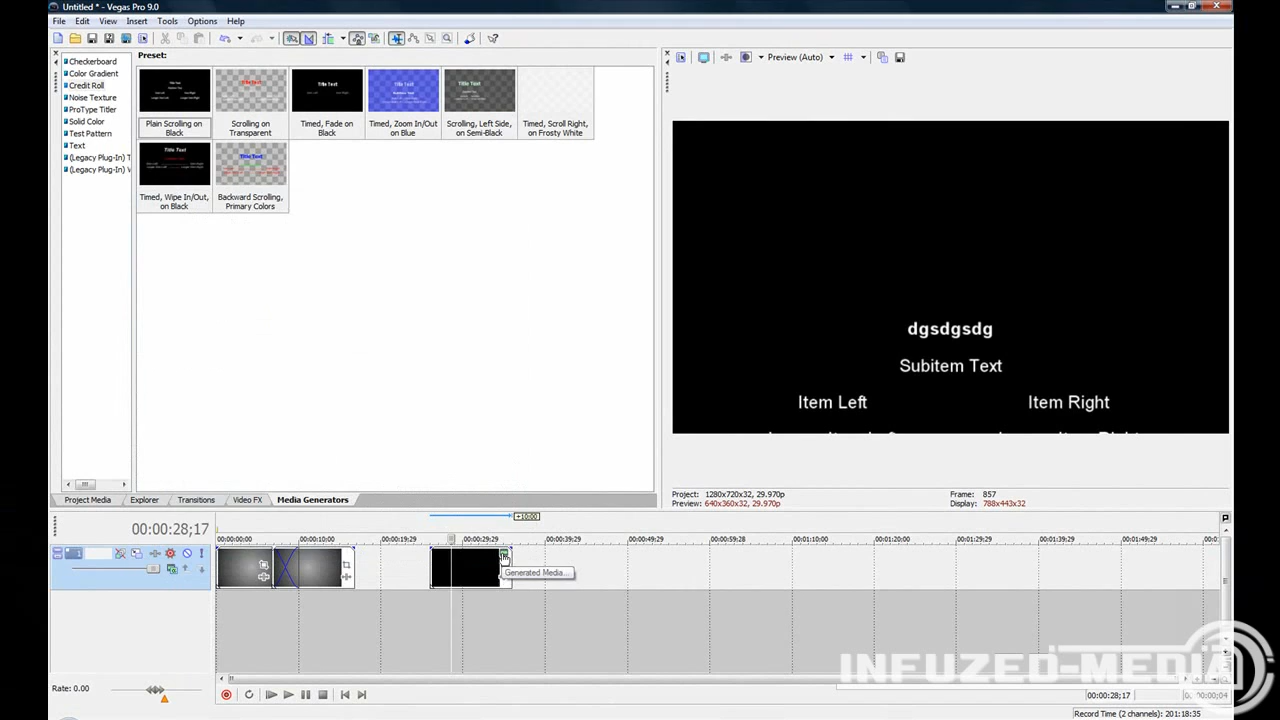 Untitled * - Vegas Pro 9.0
File Edit View Insert Tools Options Help
Checkerboard
Color Gradient
Credit Roll
Noise Texture
ProType Titler
Solid Color
Test Pattern
Text
(Legacy Plug-In) T
(Legacy Plug-In)
Preset:
Plain Scrolling on Black
Scrolling on Transparent
Timed, Fade on Black
Timed, Zoom In/Out on Blue
Scrolling, Left Side, on Semi-Black
Timed, Scroll Right, on Frosty White
Timed, Wipe In/Out, on Black
Backward Scrolling, Primary Colors
Preview (Auto)
dgsdgsdg
Subitem Text
Item Left Item Right
Project: 1280x720x32, 29.970p
Preview: 640x360x32, 29.970p
Frame: 857
Display: 788x443x32
Project Media Explorer Transitions Video FX Media Generators
00:00:28;17
+10;00
00:00:00;00 00:00:10;00 00:00:19;29 00:00:29;29 00:00:39;29 00:00:49;29 00:00:59;28 00:01:10;00 00:01:20;00 00:01:29;29 00:01:39;29 00:01:49;29 00:0
1
Generated Media...
Rate: 0.00
INFUZED-MEDIA
00:00:28;17
00:00:00;04
Record Time (2 channels): 201:18:35